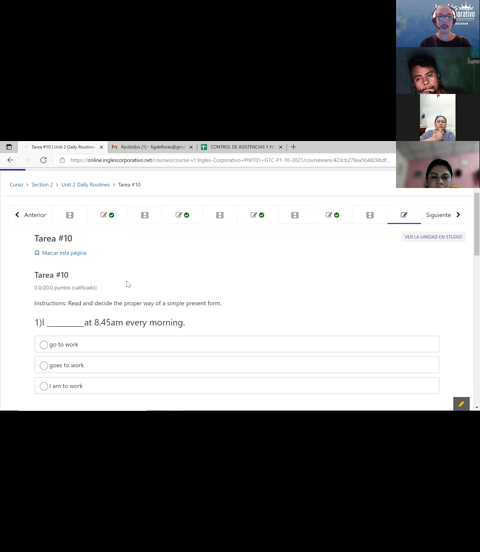 Tarea #10 | Unit 2 Daily Routines
Recibidos (1) - figdelflores@gma
CONTROL DE ASISTENCIAS Y N
https://online.inglescorporativo.net/courses/course-v1:Ingles-Corporativo+PNIT01+G1C-P1-10-2021/courseware/
Curso > Section 2 > Unit 2 Daily Routines > Tarea #10
Anterior
Siguiente
Tarea #10
VER LA UNIDAD EN STUDIO
Marcar esta página
Tarea #10
0.0/20.0 puntos (calificado)
Instructions: Read and decide the proper way of a simple present form.
1)I _________at 8.45am every morning.
go to work
goes to work
I am to work